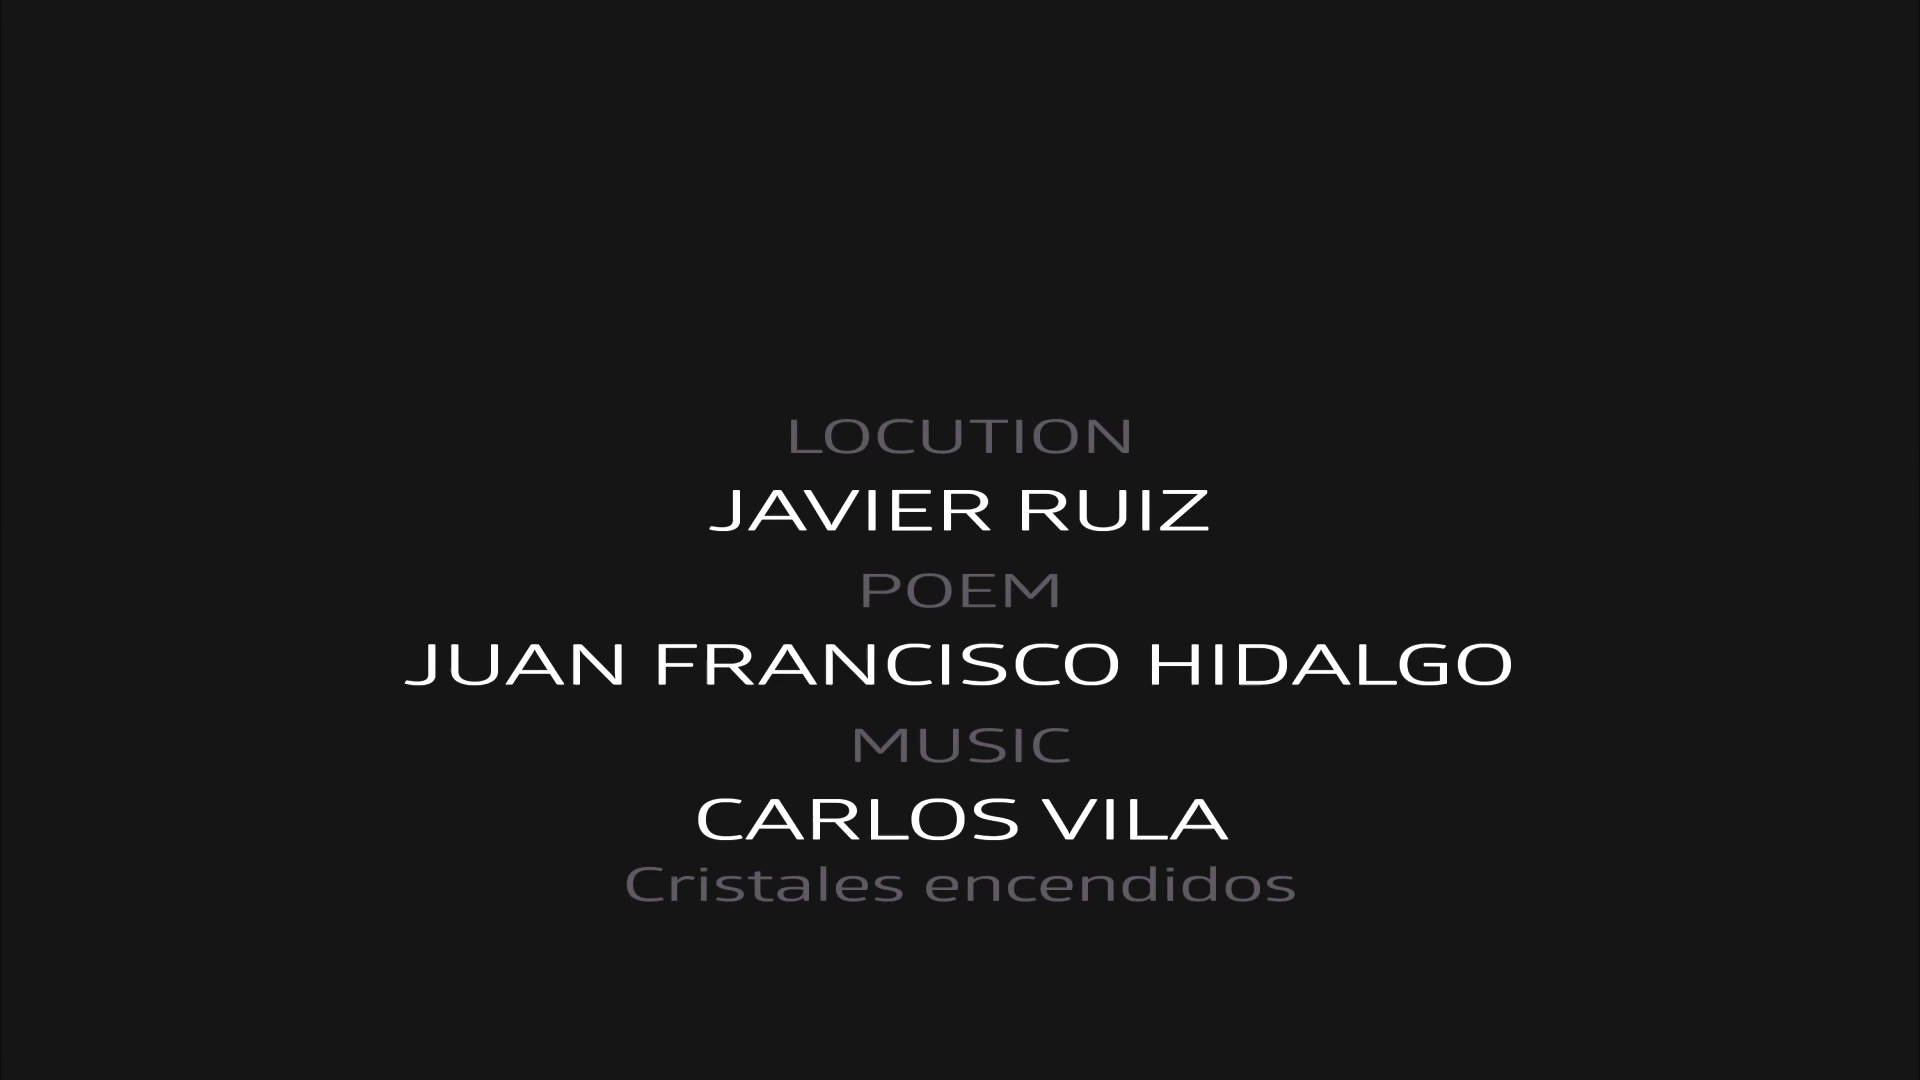 LOCUTION
JAVIER RUIZ
POEM
JUAN FRANCISCO HIDALGO
MUSIC
CARLOS VILA
Cristales encendidos